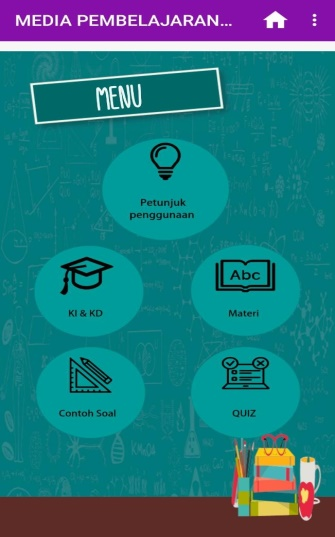 MEDIA PEMBELAJARAN...
MENU
Petunjuk
penggunaan
KI & KD
Abc
Materi
Contoh Soal
QUIZ